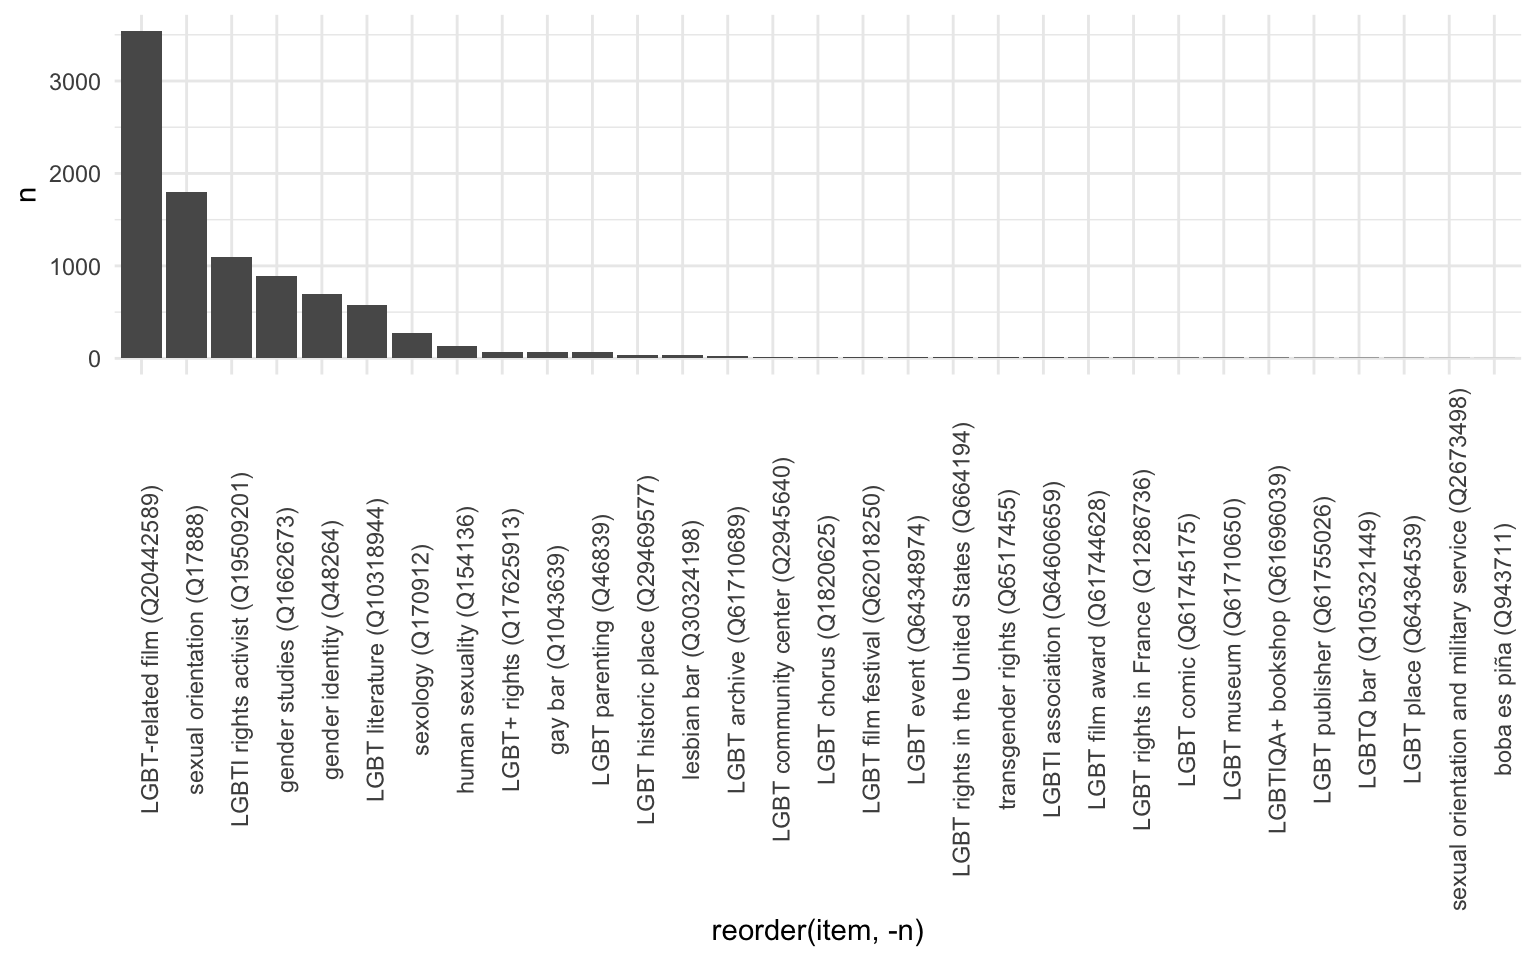 3000
2000
1000
0
n
LGBT-related film (Q20442589)
sexual orientation (Q17888)
LGBTI rights activist (Q19509201)
gender studies (Q1662673)
gender identity (Q48264)
LGBT literature (Q10318944)
sexology (Q170912)
human sexuality (Q154136)
LGBT+ rights (Q17625913)
gay bar (Q1043639)
LGBT parenting (Q46839)
LGBT historic place (Q29469577)
lesbian bar (Q30324198)
LGBT archive (Q61710689)
LGBT community center (Q2945640)
LGBT chorus (Q1820625)
LGBT film festival (Q62018250)
LGBT event (Q64348974)
LGBT rights in the United States (Q664194)
transgender rights (Q6517455)
LGBTI association (Q64606659)
LGBT film award (Q61744628)
LGBT rights in France (Q1286736)
LGBT comic (Q61745175)
LGBT museum (Q61710650)
LGBTIQA+ bookshop (Q61696039)
LGBT publisher (Q61755026)
LGBTQ bar (Q105321449)
LGBT place (Q64364539)
sexual orientation and military service (Q2673498)
boba es piña (Q943711)
reorder(item, -n)